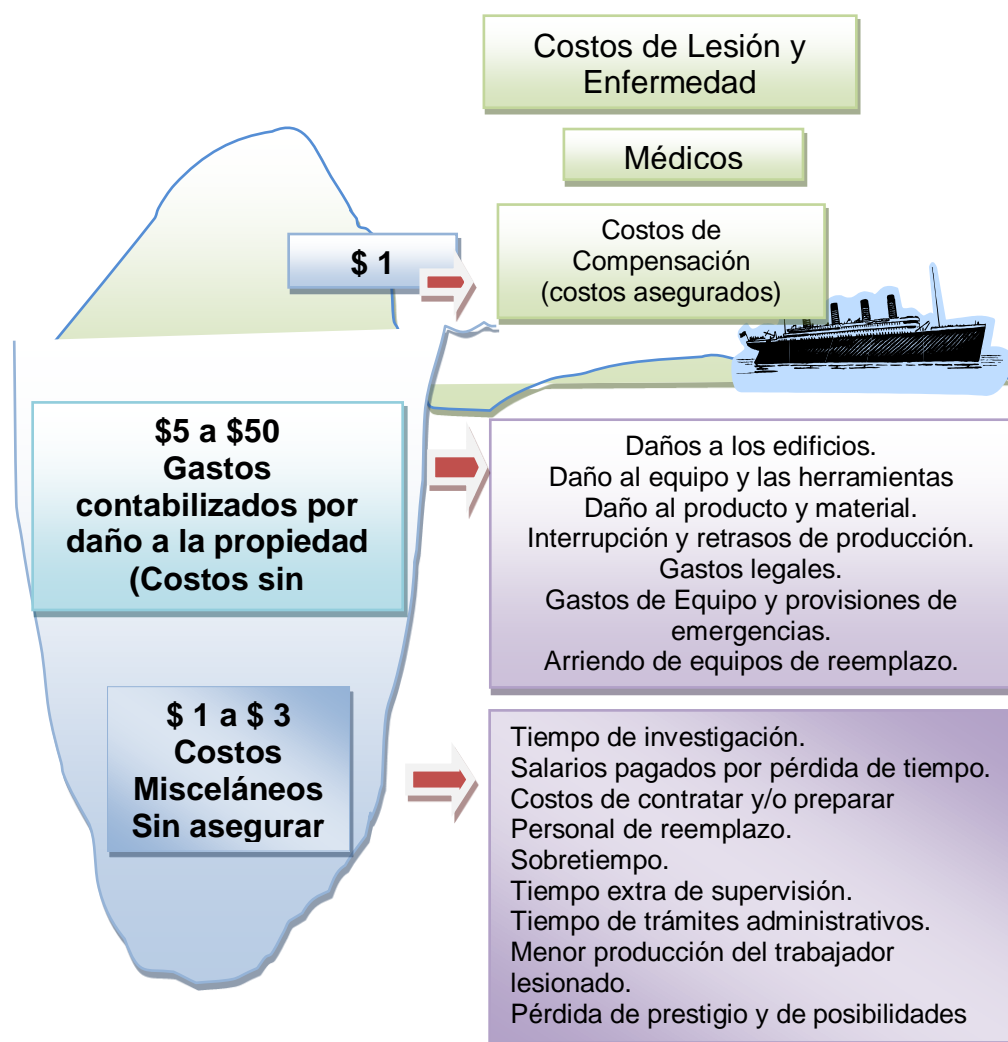 Costos de Lesión y
Enfermedad
Médicos
$ 1
Costos de
Compensación
(costos asegurados)
$5 a $50
Gastos
contabilizados por
daño a la propiedad
(Costos sin
Daños a los edificios.
Daño al equipo y las herramientas
Daño al producto y material.
Interrupción y retrasos de producción.
Gastos legales.
Gastos de Equipo y provisiones de
emergencias.
Arriendo de equipos de reemplazo.
$ 1 a $ 3
Costos
Misceláneos
Sin asegurar
Tiempo de investigación.
Salarios pagados por pérdida de tiempo.
Costos de contratar y/o preparar
Personal de reemplazo.
Sobretiempo.
Tiempo extra de supervisión.
Tiempo de trámites administrativos.
Menor producción del trabajador
lesionado.
Pérdida de prestigio y de posibilidades